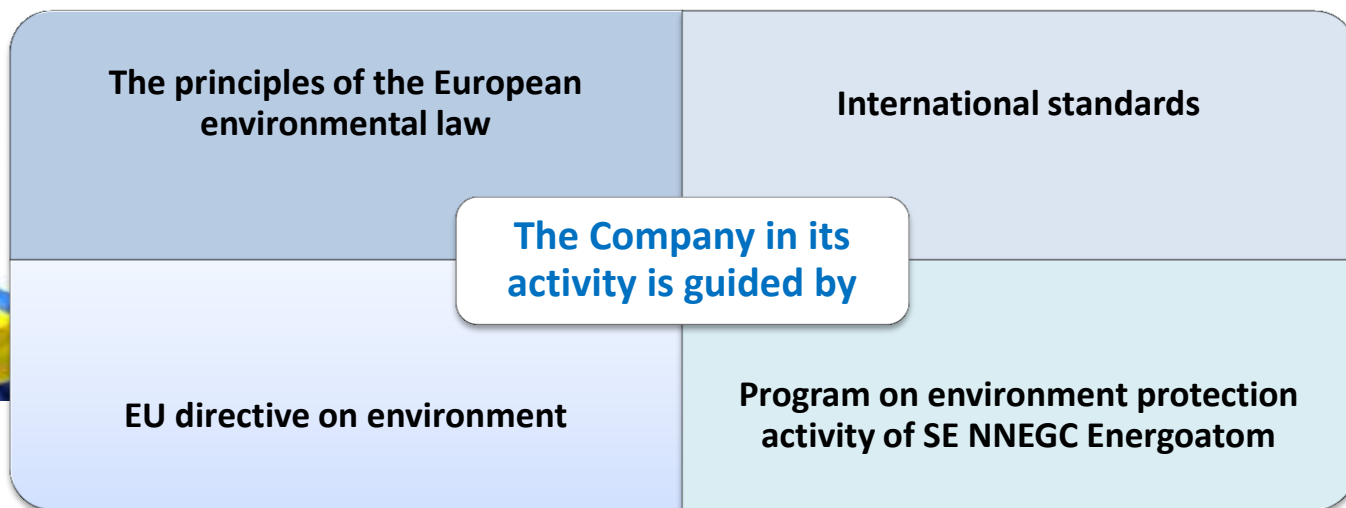 The principles of the European
environmental law
International standards
The Company in its
activity is guided by
EU directive on environment
Program on environment protection
activity of SE NNEGC Energoatom